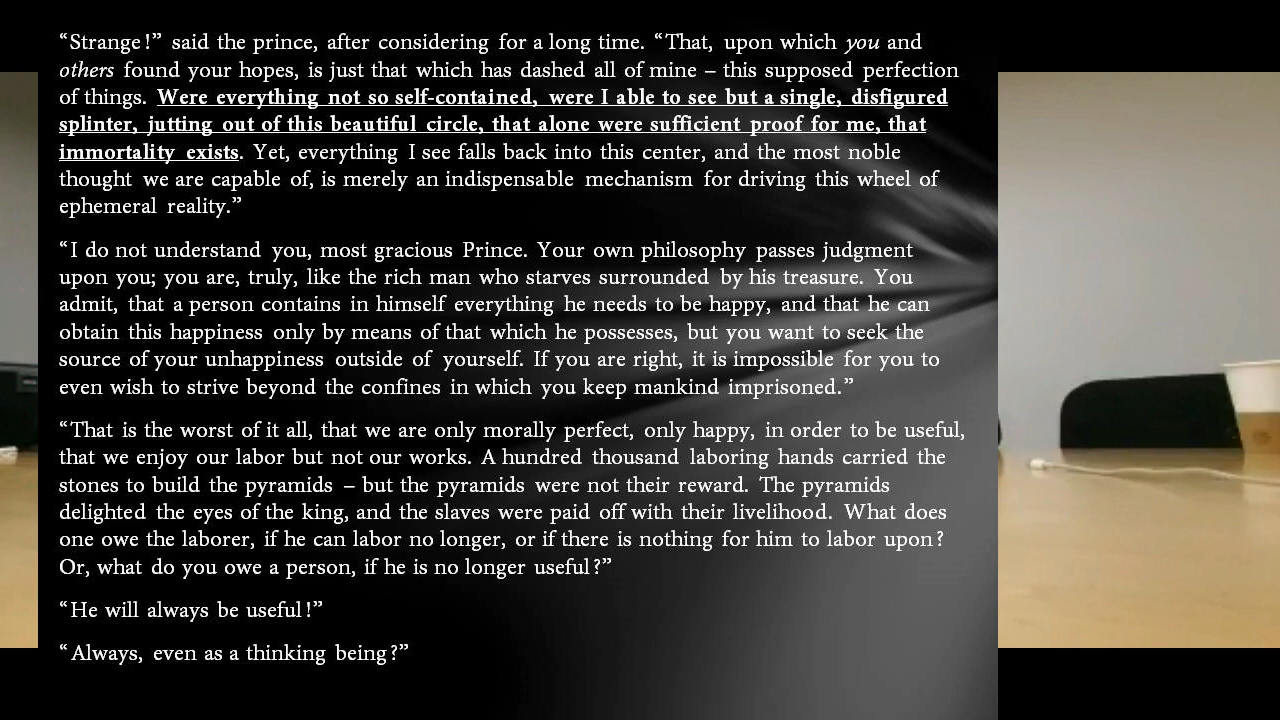 “Strange!” said the prince, after considering for a long time. “That, upon which you and
others found your hopes, is just that which has dashed all of mine – this supposed perfection
of things. Were everything not so self-contained, were I able to see but a single, disfigured
splinter, jutting out of this beautiful circle, that alone were sufficient proof for me, that
immortality exists. Yet, everything I see falls back into this center, and the most noble
thought we are capable of, is merely an indispensable mechanism for driving this wheel of
ephemeral reality.”
“I do not understand you, most gracious Prince. Your own philosophy passes judgment
upon you; you are, truly, like the rich man who starves surrounded by his treasure. You
admit, that a person contains in himself everything he needs to be happy, and that he can
obtain this happiness only by means of that which he possesses, but you want to seek the
source of your unhappiness outside of yourself. If you are right, it is impossible for you to
even wish to strive beyond the confines in which you keep mankind imprisoned.”
“That is the worst of it all, that we are only morally perfect, only happy, in order to be useful,
that we enjoy our labor but not our works. A hundred thousand laboring hands carried the
stones to build the pyramids – but the pyramids were not their reward. The pyramids
delighted the eyes of the king, and the slaves were paid off with their livelihood. What does
one owe the laborer, if he can labor no longer, or if there is nothing for him to labor upon?
Or, what do you owe a person, if he is no longer useful?”
“He will always be useful!”
“Always, even as a thinking being?”